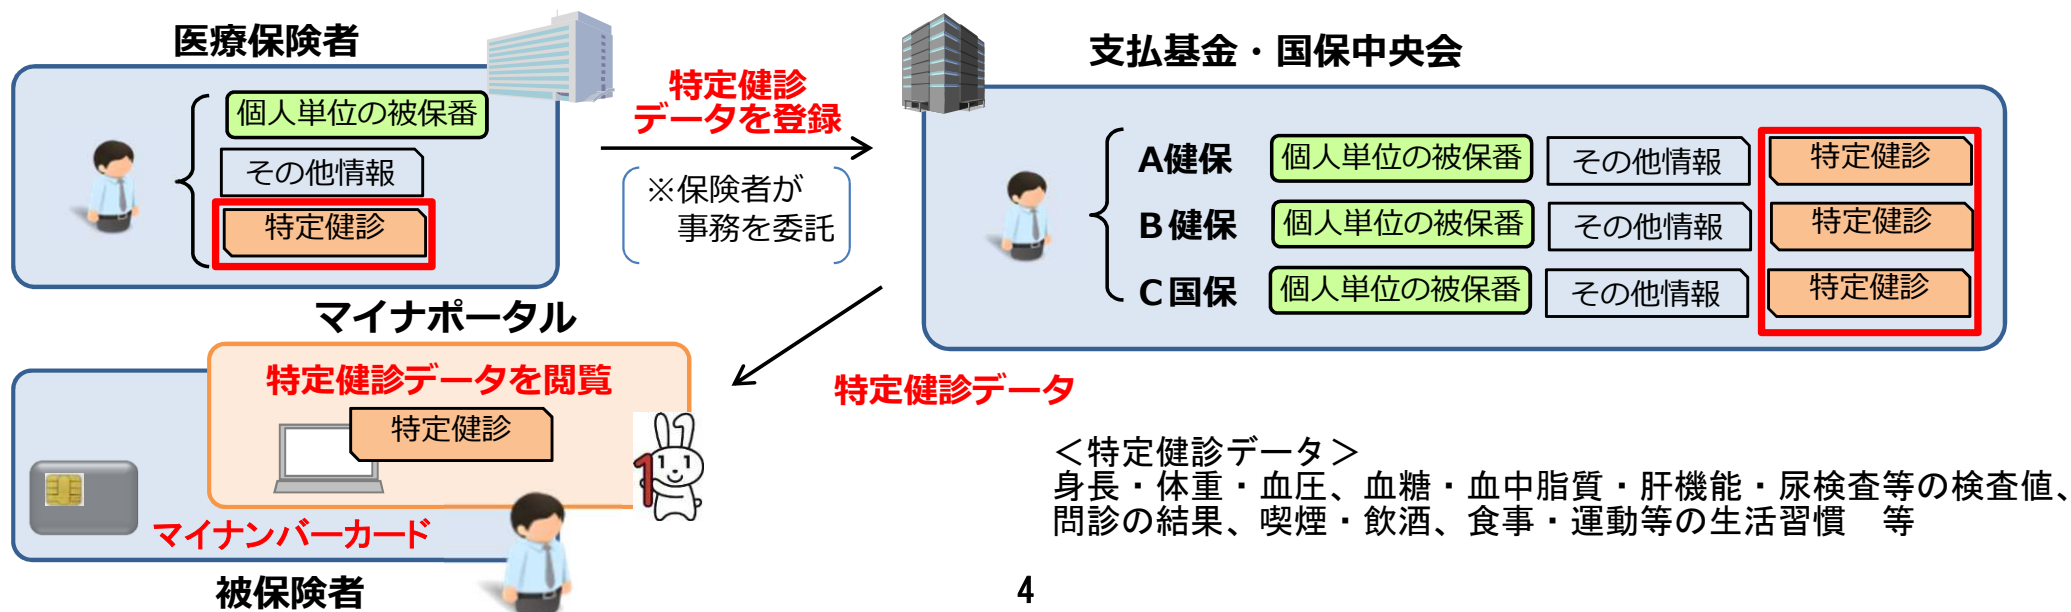 医療保険者
個人単位の被保番
その他情報
特定健診
特定健診
データを登録
※保険者が
事務を委託
支払基金・国保中央会
A健保 個人単位の被保番 その他情報 特定健診
B健保 個人単位の被保番 その他情報 特定健診
C国保 個人単位の被保番 その他情報 特定健診
マイナポータル
特定健診データを閲覧
特定健診
マイナンバーカード
被保険者
特定健診データ
＜特定健診データ＞
身長・体重・血圧、血糖・血中脂質・肝機能・尿検査等の検査値、
問診の結果、喫煙・飲酒、食事・運動等の生活習慣　等
4